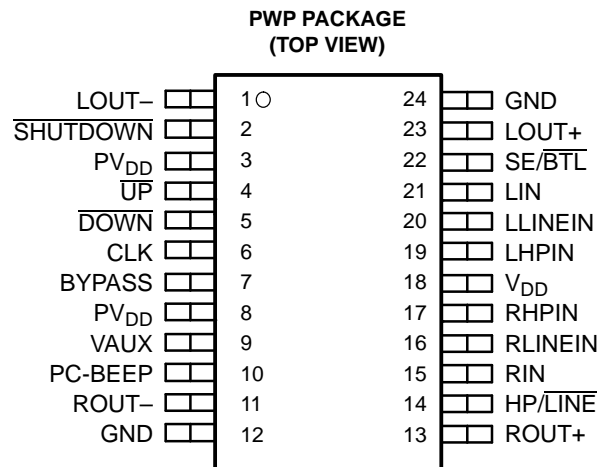 PWP PACKAGE
(TOP VIEW)
LOUT– 1 24 GND
SHUTDOWN 2 23 LOUT+
PVDD 3 22 SE/BTL
UP 4 21 LIN
DOWN 5 20 LLINEIN
CLK 6 19 LHPIN
BYPASS 7 18 VDD
PVDD 8 17 RHPIN
VAUX 9 16 RLINEIN
PC-BEEP 10 15 RIN
ROUT– 11 14 HP/LINE
GND 12 13 ROUT+